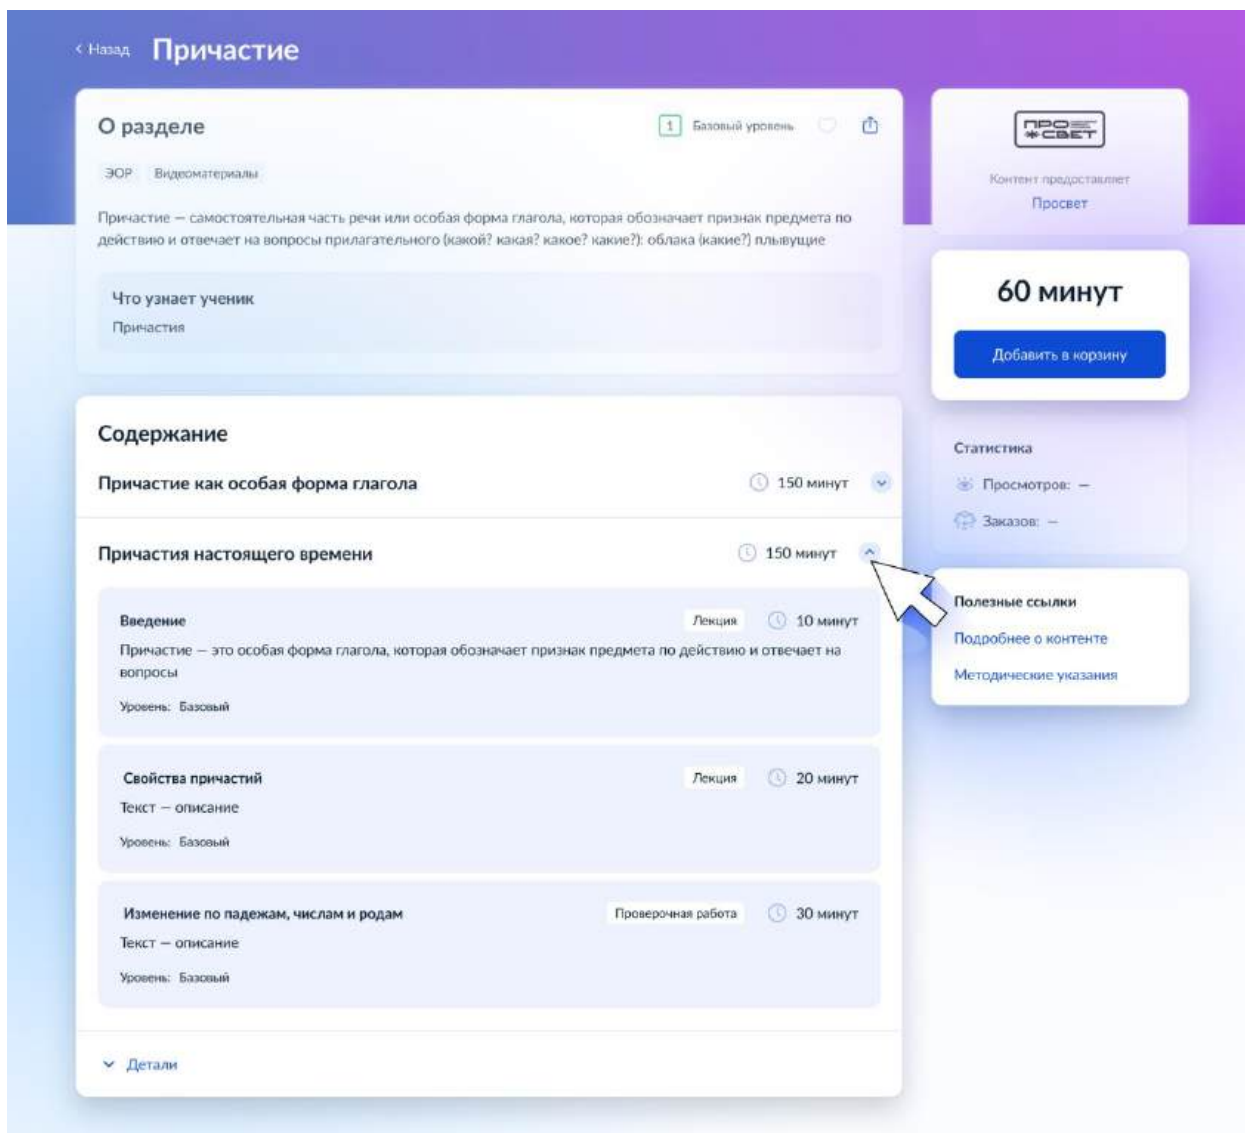 Назад Причастие
О разделе
1 Базовый уровень
ЭОР Видеоматериалы
Причастие — самостоятельная часть речи или особая форма глагола, которая обозначает признак предмета по
действию и отвечает на вопросы прилагательного (какой? какая? какое? какие?): облака (какие?) плывущие
Что узнает ученик
Причастия
ПРО
СВЕТ
Контент предоставляет
Просвет
60 минут
Добавить в корзину
Содержание
Причастие как особая форма глагола 150 минут
Причастия настоящего времени 150 минут
Введение Лекция 10 минут
Причастие — это особая форма глагола, которая обозначает признак предмета по действию и отвечает на
вопросы
Уровень: Базовый
Свойства причастий Лекция 20 минут
Текст — описание
Уровень: Базовый
Изменение по падежам, числам и родам Проверочная работа 30 минут
Текст — описание
Уровень: Базовый
Детали
Статистика
Просмотров: —
Заказов: —
Полезные ссылки
Подробнее о контенте
Методические указания